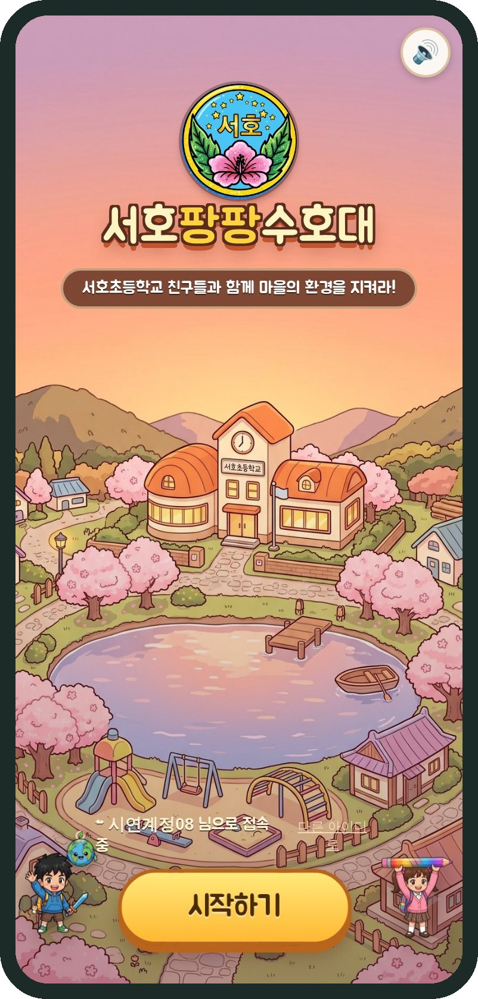 서호
서호팡팡수호대
서호초등학교 친구들과 함께 마을의 환경을 지켜라!
서호초등학교
시연계정08 님으로 접속
중
다른 아이디
로
시작하기